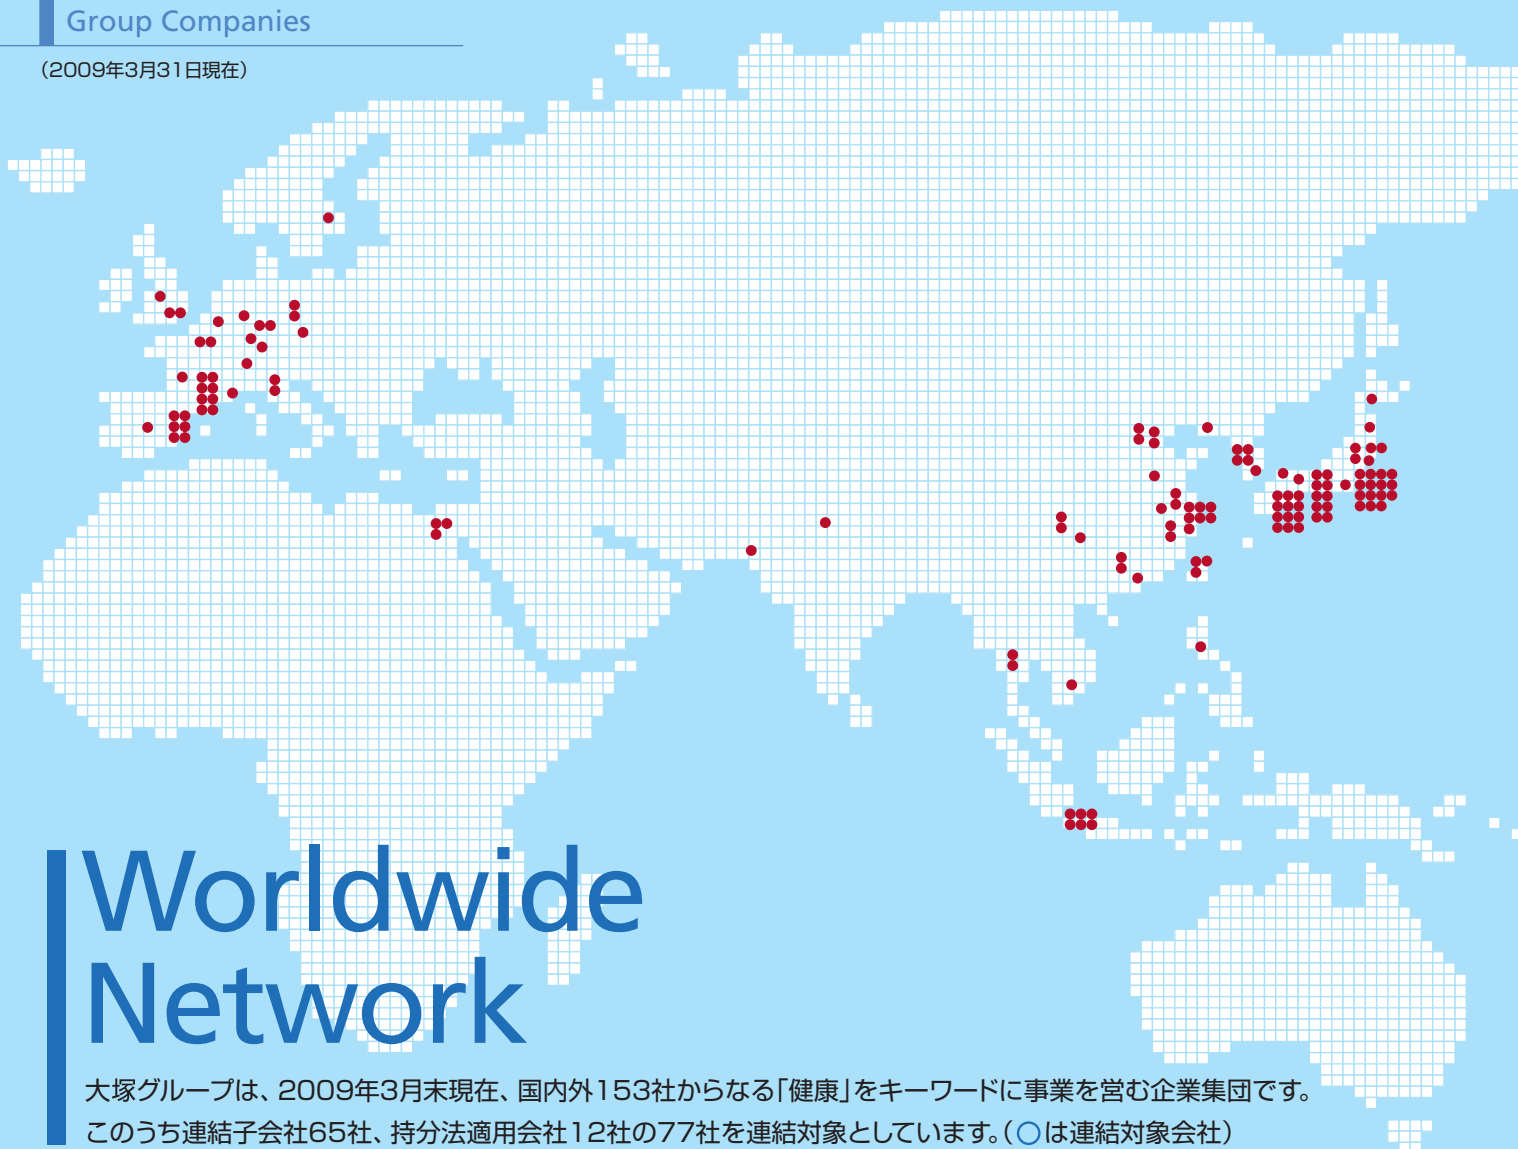 Group Companies
（2009年3月31日現在）
Worldwide
Network
大塚グループは、2009年3月末現在、国内外153社からなる「健康」をキーワードに事業を営む企業集団です。
このうち連結子会社65社、持分法適用会社12社の77社を連結対象としています。（○は連結対象会社）